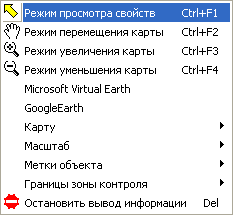 Режим просмотра свойств Ctrl+F1
Режим перемещения карты Ctrl+F2
Режим увеличения карты Ctrl+F3
Режим уменьшения карты Ctrl+F4
Microsoft Virtual Earth
GoogleEarth
Карту
Масштаб
Метки объекта
Границы зоны контроля
Остановить вывод информации Del